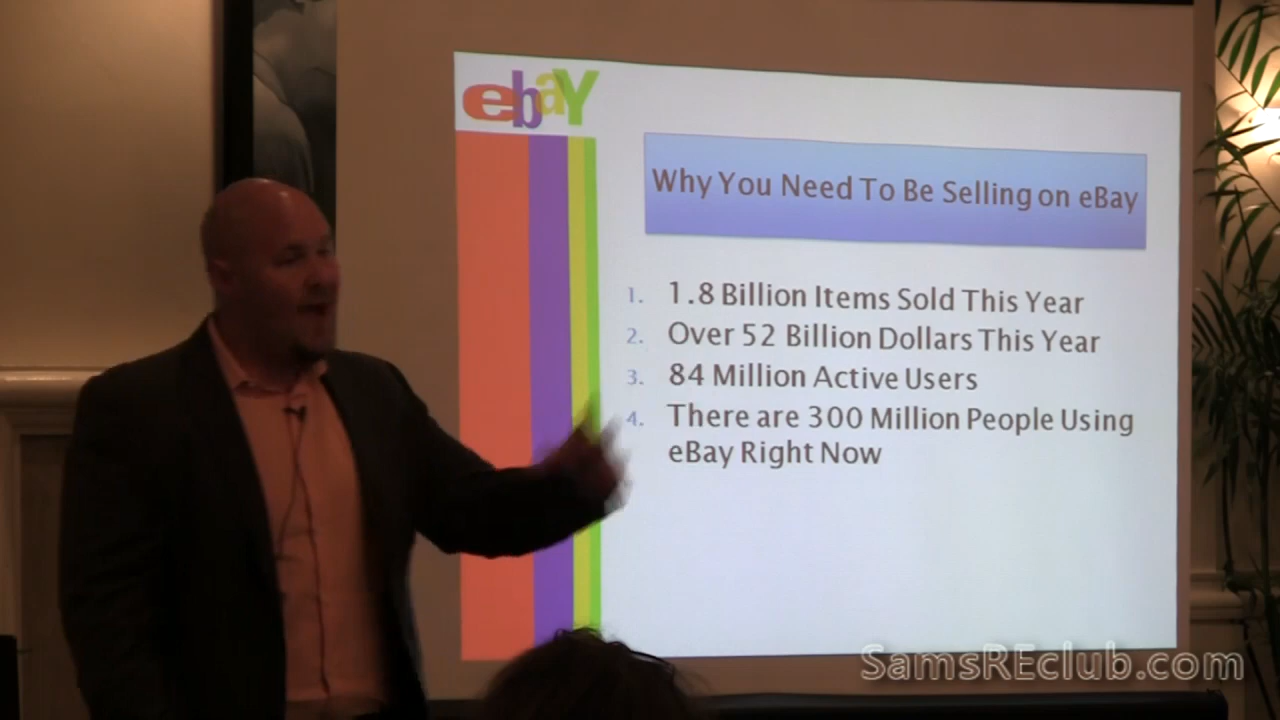 ebaY
Why You Need To Be Selling on eBay
1. 1.8 Billion Items Sold This Year
2. Over 52 Billion Dollars This Year
3. 84 Million Active Users
4. There are 300 Million People Using
eBay Right Now
SamsREclub.com